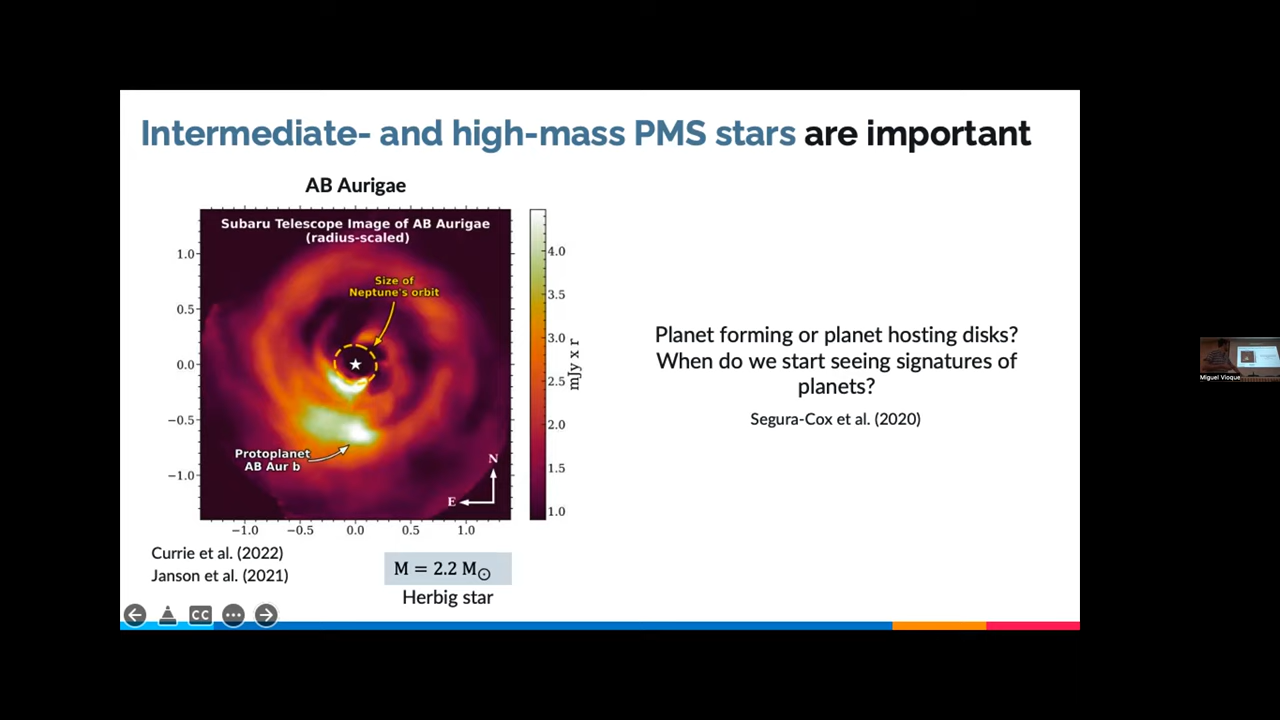 Intermediate- and high-mass PMS stars are important
AB Aurigae
Subaru Telescope Image of AB Aurigae
(radius-scaled)
Size of
Neptune's orbit
Protoplanet
AB Aur b
N
E
1.0
0.5
0.0
−0.5
−1.0
−1.0
−0.5
0.0
0.5
1.0
4.0
3.5
3.0
2.5
2.0
1.5
1.0
mJy x r
Currie et al. (2022)
Janson et al. (2021)
M = 2.2 M☉
Herbig star
Planet forming or planet hosting disks?
When do we start seeing signatures of
planets?
Segura-Cox et al. (2020)
CC
Miguel Vioque